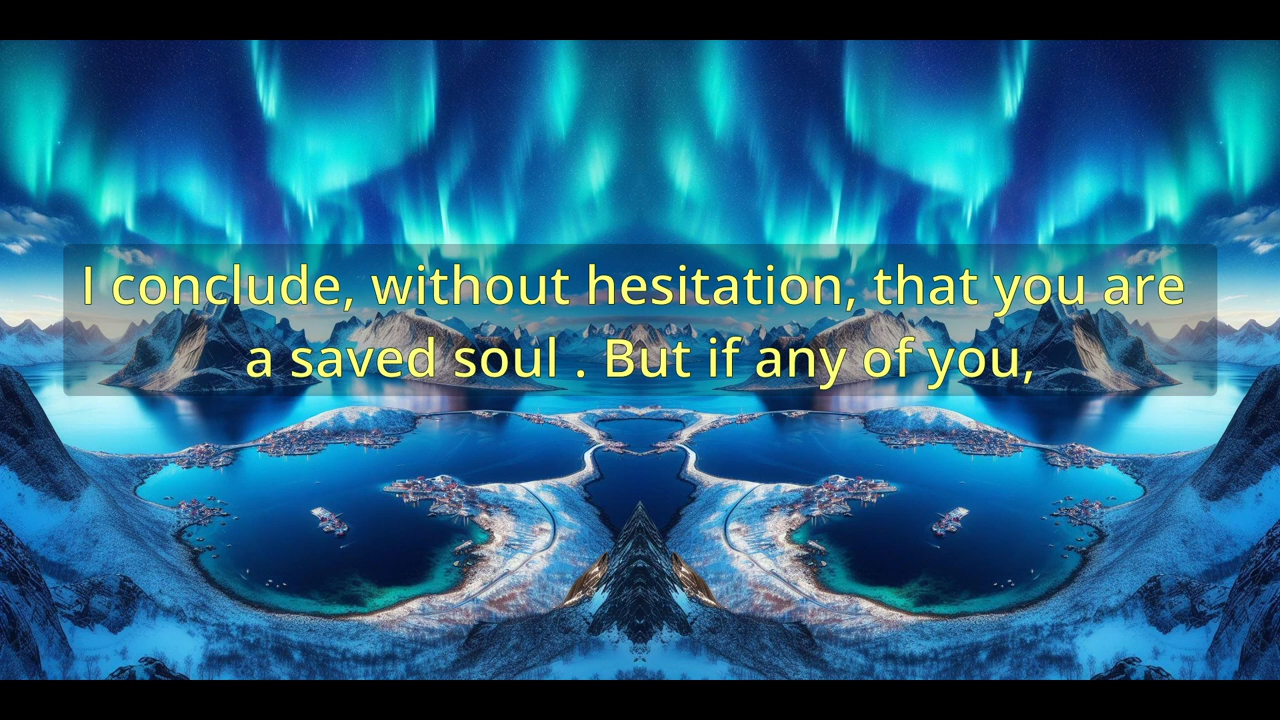 I conclude, without hesitation, that you are
a saved soul . But if any of you,